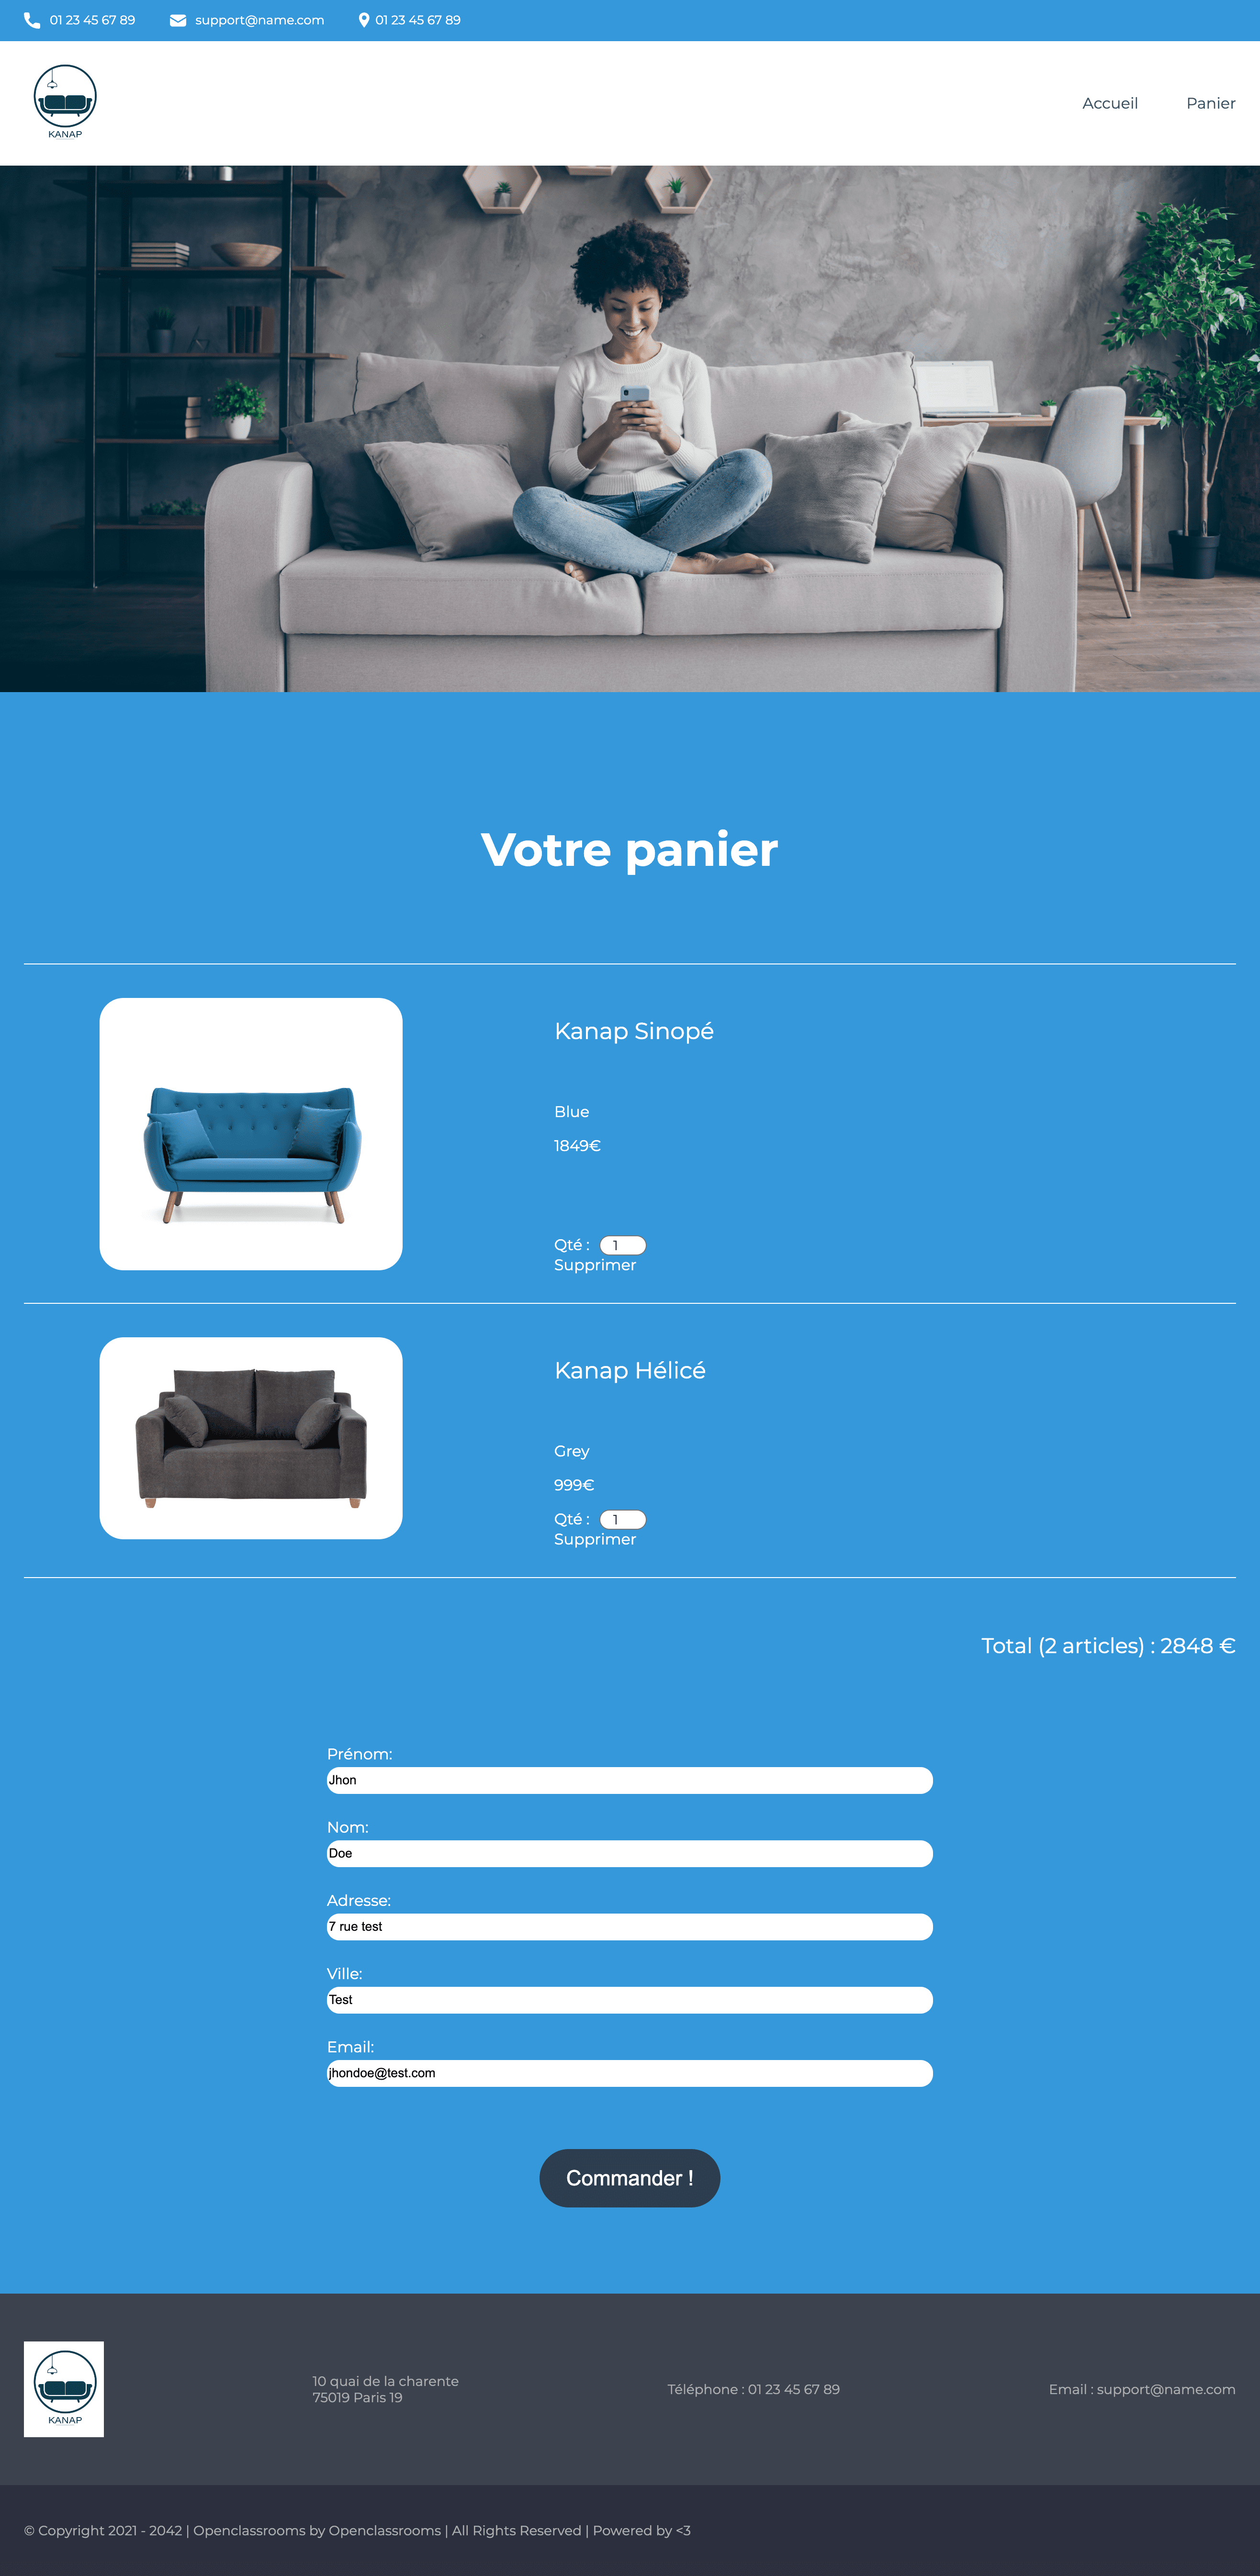 01 23 45 67 89 support@name.com 01 23 45 67 89
KANAP
Accueil Panier
Votre panier
Kanap Sinopé
Blue
1849€
Qté : 1
Supprimer
Kanap Hélicé
Grey
999€
Qté : 1
Supprimer
Total (2 articles) : 2848 €
Prénom:
Jhon
Nom:
Doe
Adresse:
7 rue test
Ville:
Test
Email:
jhondoe@test.com
Commander !
KANAP
10 quai de la charente
75019 Paris 19
Téléphone : 01 23 45 67 89
Email : support@name.com
© Copyright 2021 - 2042 | Openclassrooms by Openclassrooms | All Rights Reserved | Powered by <3